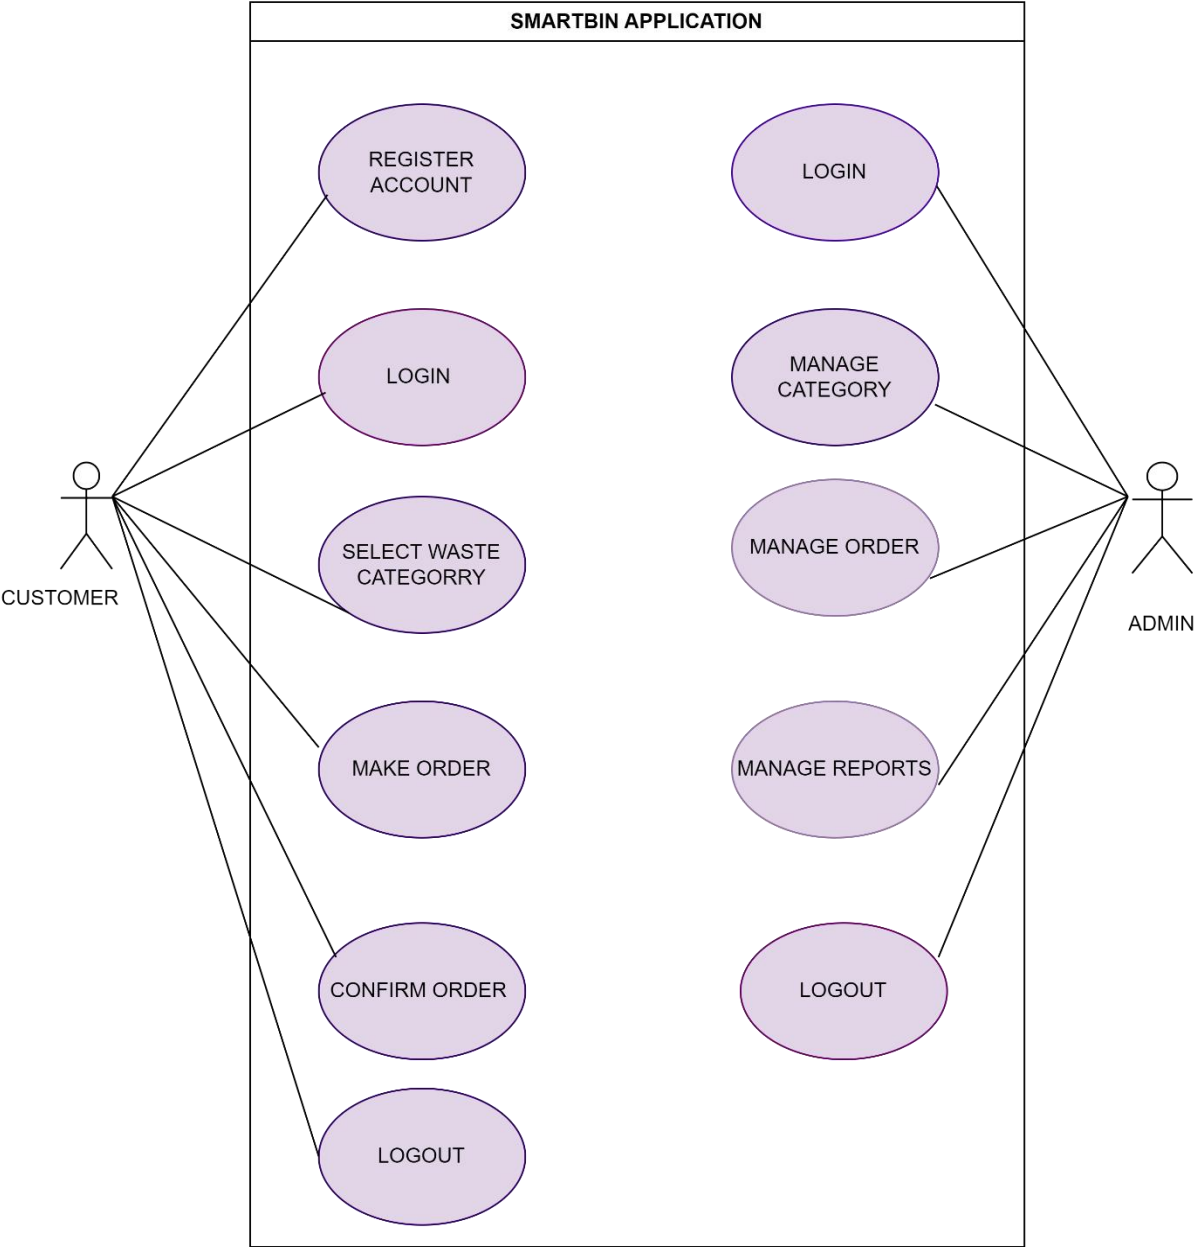 SMARTBIN APPLICATION
REGISTER
ACCOUNT
LOGIN
LOGIN
MANAGE
CATEGORY
SELECT WASTE
CATEGORRY
MANAGE ORDER
CUSTOMER
ADMIN
MAKE ORDER
MANAGE REPORTS
CONFIRM ORDER
LOGOUT
LOGOUT